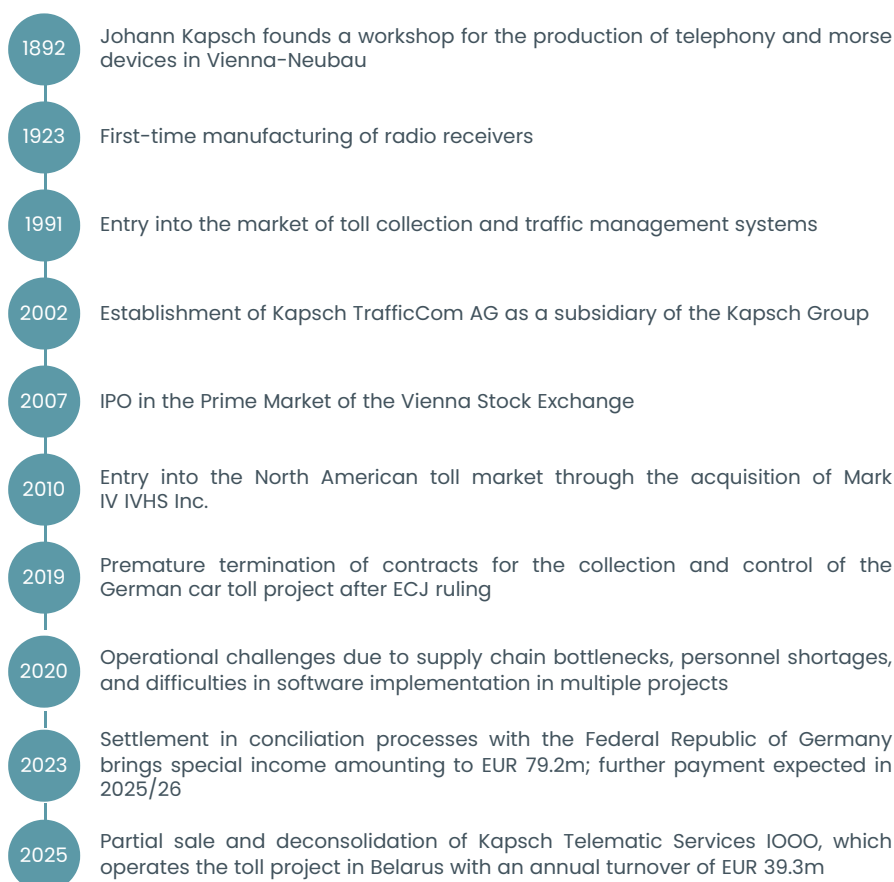 1892
Johann Kapsch founds a workshop for the production of telephony and morse
devices in Vienna-Neubau
1923
First-time manufacturing of radio receivers
1991
Entry into the market of toll collection and traffic management systems
2002
Establishment of Kapsch TrafficCom AG as a subsidiary of the Kapsch Group
2007
IPO in the Prime Market of the Vienna Stock Exchange
2010
Entry into the North American toll market through the acquisition of Mark
IV IVHS Inc.
2019
Premature termination of contracts for the collection and control of the
German car toll project after ECJ ruling
2020
Operational challenges due to supply chain bottlenecks, personnel shortages,
and difficulties in software implementation in multiple projects
2023
Settlement in conciliation processes with the Federal Republic of Germany
brings special income amounting to EUR 79.2m; further payment expected in
2025/26
2025
Partial sale and deconsolidation of Kapsch Telematic Services IOOO, which
operates the toll project in Belarus with an annual turnover of EUR 39.3m